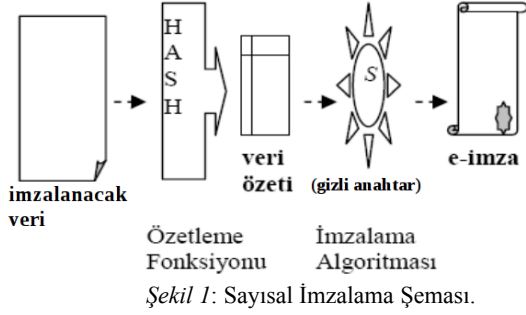 H
A
S
H
S
imzalanacak
veri
veri
özeti
(gizli anahtar)
e-imza
Özetleme
Fonksiyonu
İmzalama
Algoritması
Şekil 1: Sayısal İmzalama Şeması.